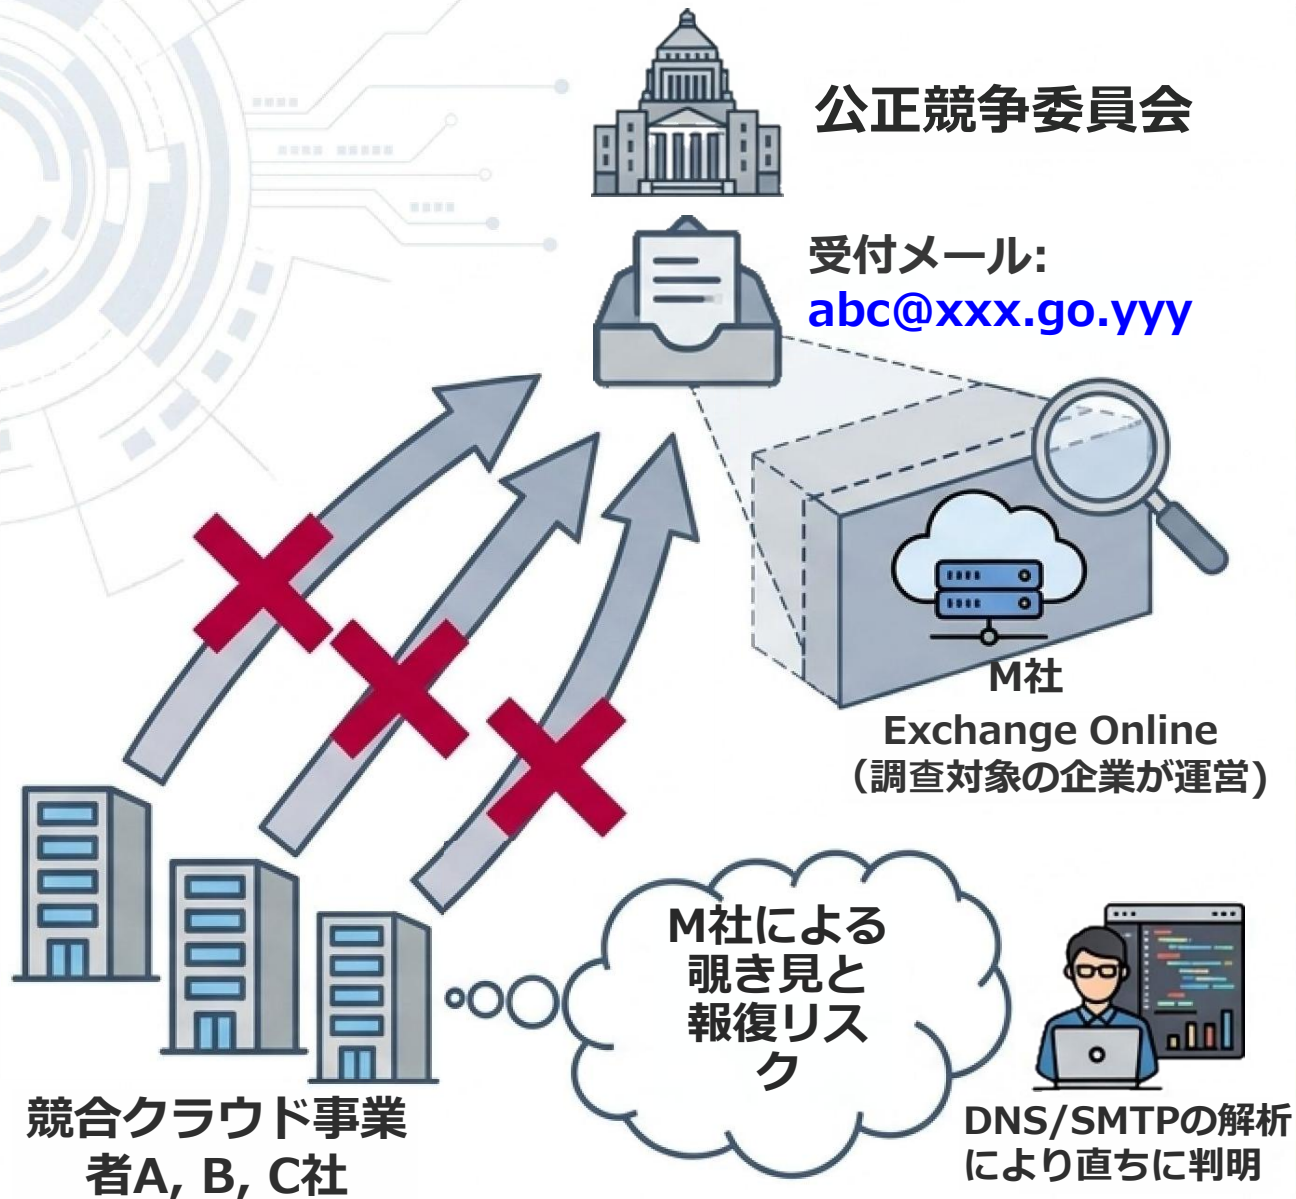 公正競争委員会
受付メール:
abc@xxx.go.yyy
M社
Exchange Online
（調査対象の企業が運営)
M社による
覗き見と
報復リス
ク
競合クラウド事業
者A, B, C社
DNS/SMTPの解析
により直ちに判明